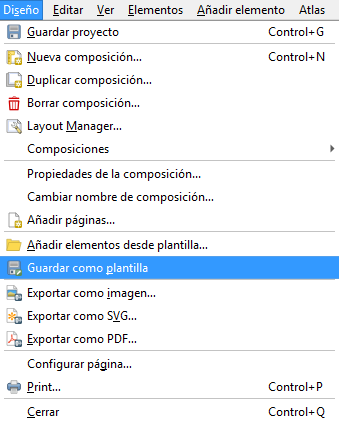 Diseño Editar Ver Elementos Añadir elemento Atlas
Guardar proyecto Control+G
Nueva composición... Control+N
Duplicar composición...
Borrar composición...
Layout Manager...
Composiciones
Propiedades de la composición...
Cambiar nombre de composición...
Añadir páginas...
Añadir elementos desde plantilla...
Guardar como plantilla
Exportar como imagen...
Exportar como SVG...
Exportar como PDF...
Configurar página...
Print... Control+P
Cerrar Control+Q